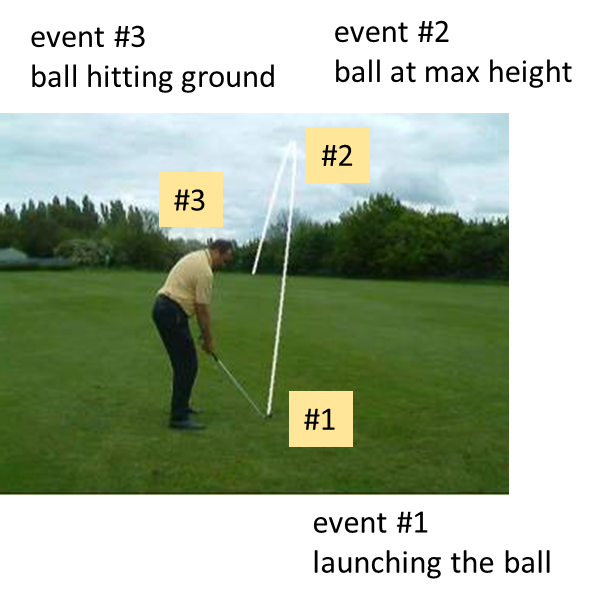 event #3
ball hitting ground
event #2
ball at max height
#2
#3
#1
event #1
launching the ball